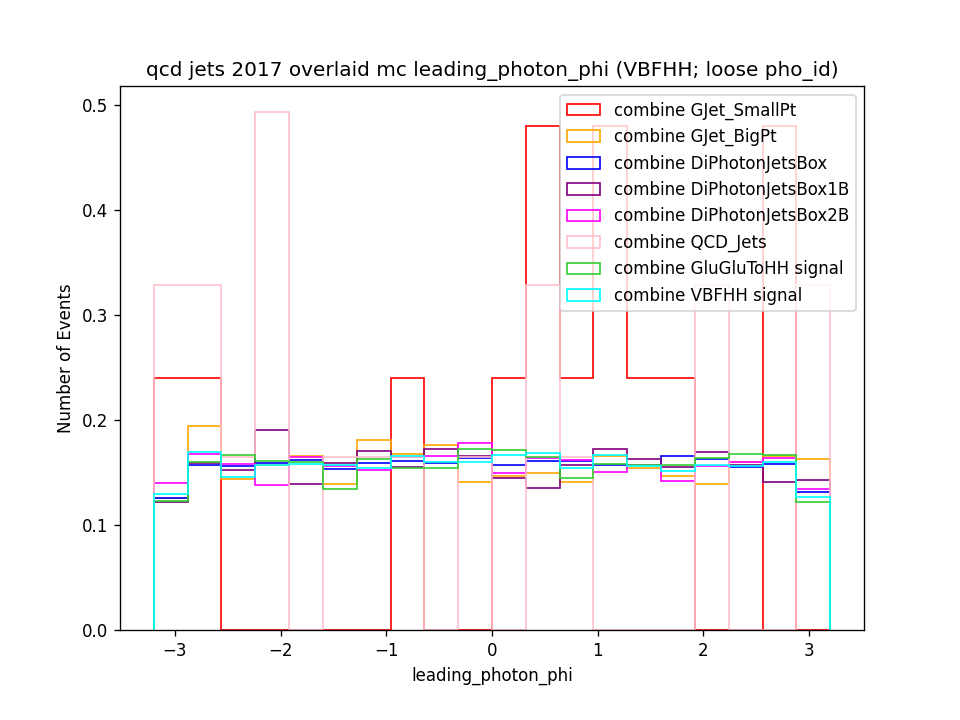 qcd jets 2017 overlaid mc leading_photon_phi (VBFHH; loose pho_id)
combine GJet_SmallPt
combine GJet_BigPt
combine DiPhotonJetsBox
combine DiPhotonJetsBox1B
combine DiPhotonJetsBox2B
combine QCD_Jets
combine GluGluToHH signal
combine VBFHH signal
Number of Events
0.5
0.4
0.3
0.2
0.1
0.0
−3 −2 −1 0 1 2 3
leading_photon_phi